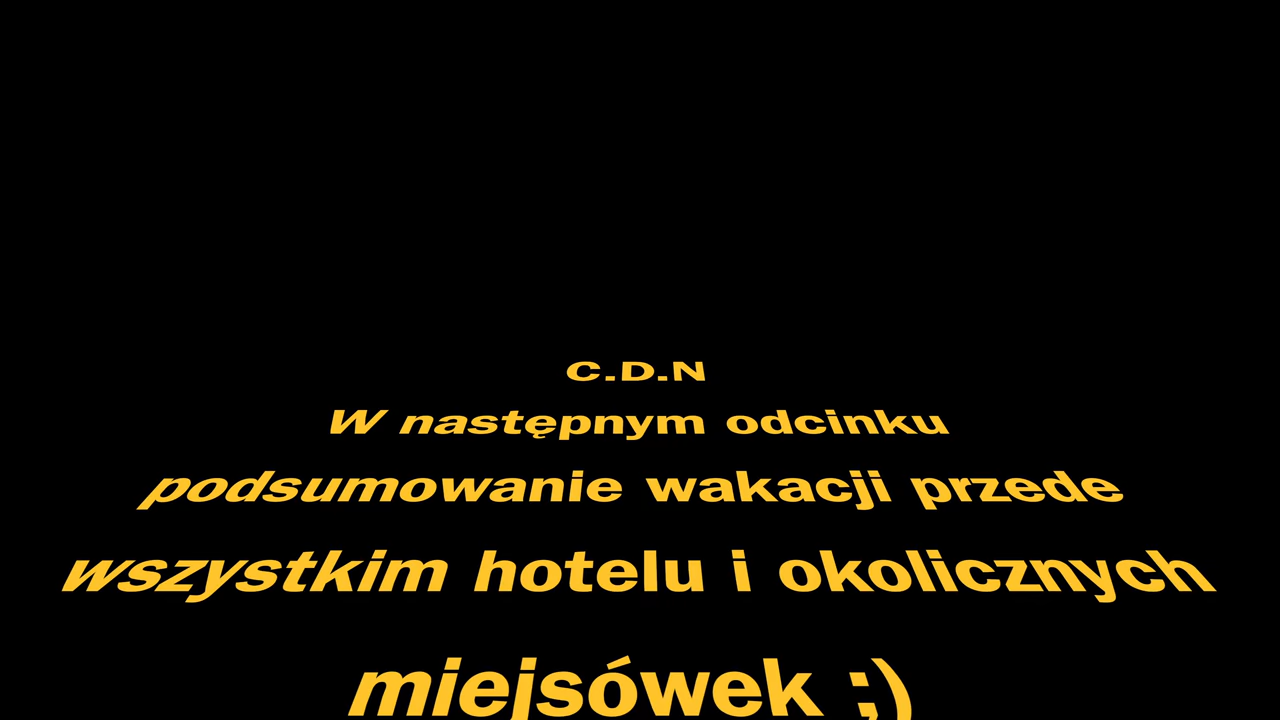 C.D.N
W następnym odcinku
podsumowanie wakacji przede
wszystkim hotelu i okolicznych
miejsówek ;)